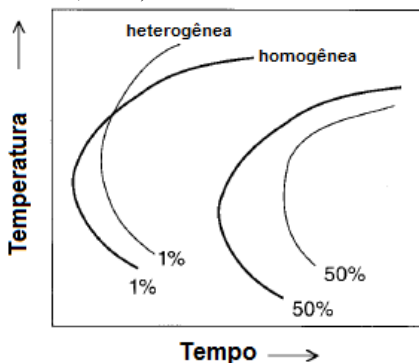 heterogênea
homogênea
Temperatura
1%
1%
50%
50%
Tempo